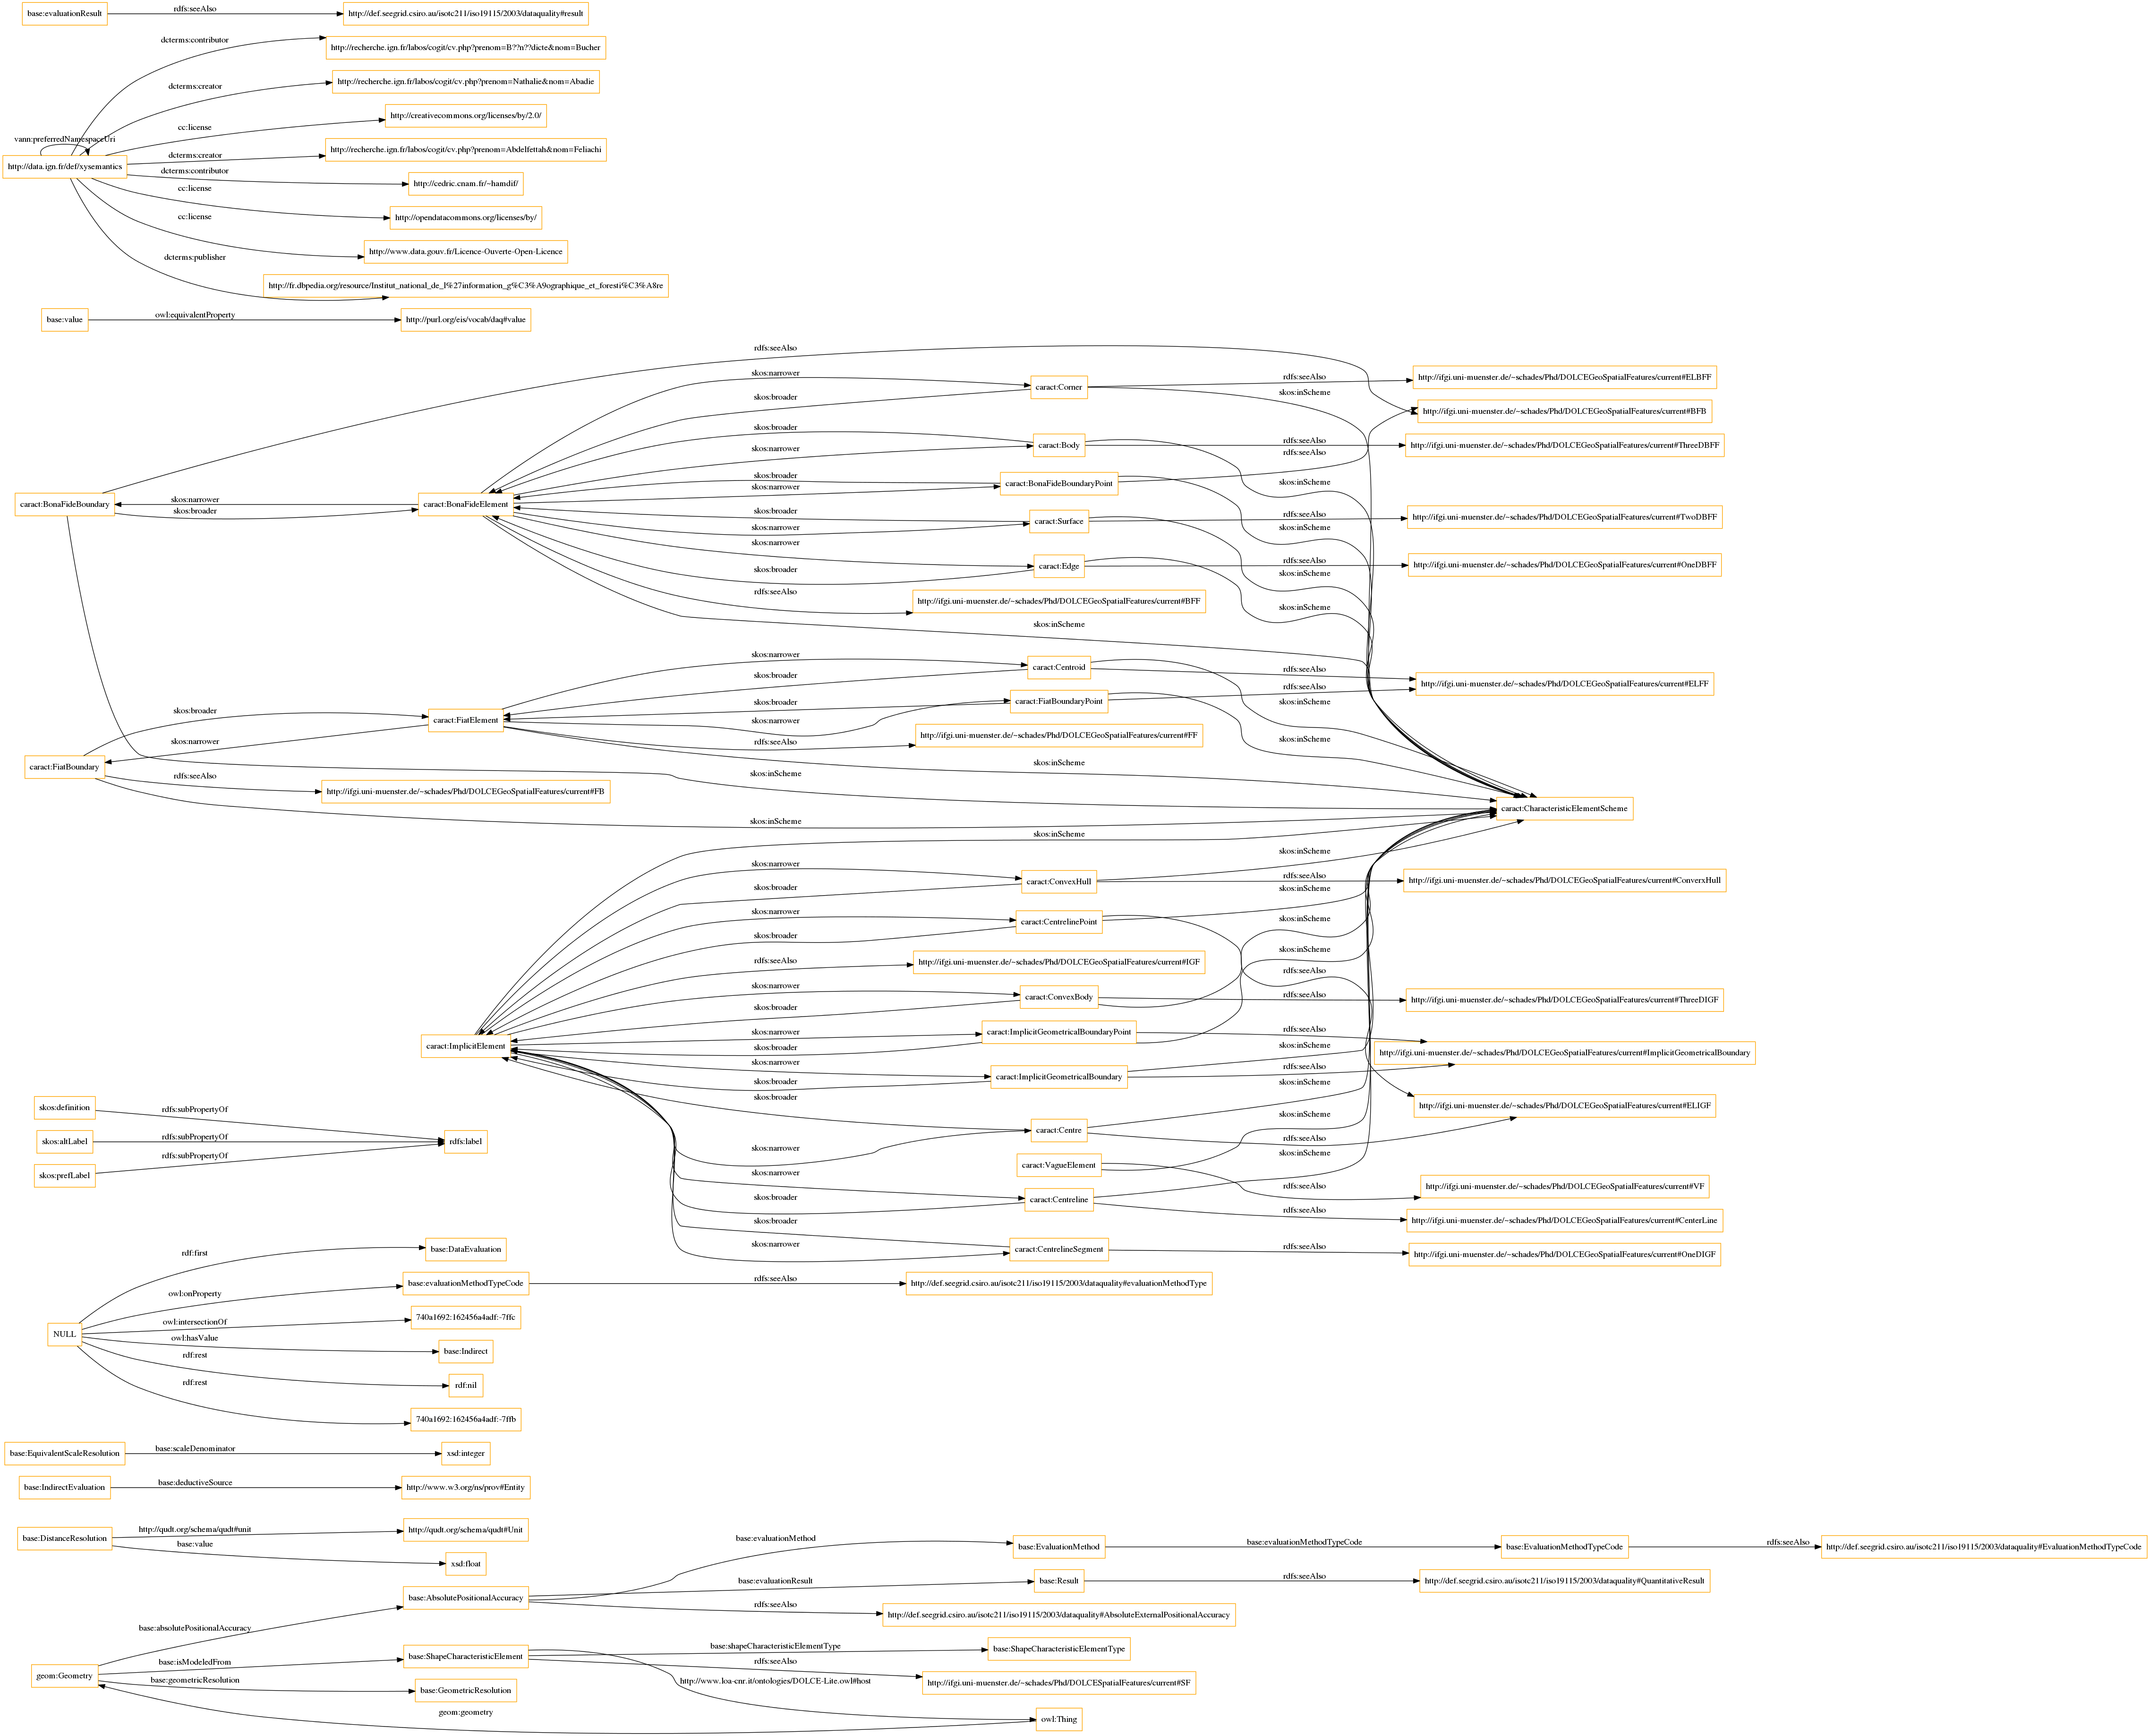 base:evaluationResult
rdfs:seeAlso
http://def.seegrid.csiro.au/isotc211/iso19115/2003/dataquality#result
dcterms:contributor
http://recherche.ign.fr/labos/cogit/cv.php?prenom=B??n??dicte&nom=Bucher
dcterms:creator
http://recherche.ign.fr/labos/cogit/cv.php?prenom=Nathalie&nom=Abadie
cc:license
http://creativecommons.org/licenses/by/2.0/
vann:preferredNamespaceUri
http://data.ign.fr/def/xysemantics
dcterms:creator
http://recherche.ign.fr/labos/cogit/cv.php?prenom=Abdelfettah&nom=Feliachi
dcterms:contributor
http://cedric.cnam.fr/~hamdif/
cc:license
http://opendatacommons.org/licenses/by/
cc:license
http://www.data.gouv.fr/Licence-Ouverte-Open-Licence
dcterms:publisher
http://fr.dbpedia.org/resource/Institut_national_de_l%27information_g%C3%A9ographique_et_foresti%C3%A8re
base:value
owl:equivalentProperty
http://purl.org/eis/vocab/daq#value
rdfs:seeAlso
skos:narrower
caract:Corner
rdfs:seeAlso
http://ifgi.uni-muenster.de/~schades/Phd/DOLCEGeoSpatialFeatures/current#ELBFF
skos:broader
skos:inScheme
http://ifgi.uni-muenster.de/~schades/Phd/DOLCEGeoSpatialFeatures/current#BFB
skos:broader
caract:Body
rdfs:seeAlso
http://ifgi.uni-muenster.de/~schades/Phd/DOLCEGeoSpatialFeatures/current#ThreeDBFF
skos:narrower
rdfs:seeAlso
skos:broader
caract:BonaFideBoundaryPoint
skos:inScheme
skos:narrower
caract:BonaFideBoundary
skos:narrower
skos:broader
caract:BonaFideElement
skos:broader
caract:Surface
rdfs:seeAlso
http://ifgi.uni-muenster.de/~schades/Phd/DOLCEGeoSpatialFeatures/current#TwoDBFF
skos:narrower
skos:inScheme
skos:narrower
caract:Edge
rdfs:seeAlso
http://ifgi.uni-muenster.de/~schades/Phd/DOLCEGeoSpatialFeatures/current#OneDBFF
skos:broader
skos:inScheme
rdfs:seeAlso
http://ifgi.uni-muenster.de/~schades/Phd/DOLCEGeoSpatialFeatures/current#BFF
skos:inScheme
skos:inScheme
skos:narrower
caract:Centroid
rdfs:seeAlso
http://ifgi.uni-muenster.de/~schades/Phd/DOLCEGeoSpatialFeatures/current#ELFF
skos:broader
skos:inScheme
skos:broader
caract:FiatElement
skos:broader
caract:FiatBoundaryPoint
rdfs:seeAlso
skos:narrower
skos:narrower
rdfs:seeAlso
http://ifgi.uni-muenster.de/~schades/Phd/DOLCEGeoSpatialFeatures/current#FF
skos:inScheme
caract:FiatBoundary
skos:inScheme
skos:inScheme
rdfs:seeAlso
http://ifgi.uni-muenster.de/~schades/Phd/DOLCEGeoSpatialFeatures/current#FB
skos:inScheme
caract:CharacteristicElementScheme
skos:inScheme
skos:inScheme
skos:narrower
caract:ConvexHull
rdfs:seeAlso
http://ifgi.uni-muenster.de/~schades/Phd/DOLCEGeoSpatialFeatures/current#ConverxHull
skos:broader
skos:inScheme
skos:narrower
caract:CentrelinePoint
skos:inScheme
skos:broader
skos:inScheme
rdfs:seeAlso
http://ifgi.uni-muenster.de/~schades/Phd/DOLCEGeoSpatialFeatures/current#IGF
rdfs:seeAlso
skos:narrower
caract:ConvexBody
rdfs:seeAlso
http://ifgi.uni-muenster.de/~schades/Phd/DOLCEGeoSpatialFeatures/current#ThreeDIGF
skos:broader
caract:ImplicitElement
skos:narrower
caract:ImplicitGeometricalBoundaryPoint
rdfs:seeAlso
skos:broader
skos:inScheme
http://ifgi.uni-muenster.de/~schades/Phd/DOLCEGeoSpatialFeatures/current#ImplicitGeometricalBoundary
skos:narrower
caract:ImplicitGeometricalBoundary
rdfs:seeAlso
skos:broader
skos:inScheme
skos:broader
http://ifgi.uni-muenster.de/~schades/Phd/DOLCEGeoSpatialFeatures/current#ELIGF
skos:definition
rdfs:subPropertyOf
skos:altLabel
rdfs:subPropertyOf
rdfs:label
skos:prefLabel
rdfs:subPropertyOf
caract:Centre
skos:inScheme
rdfs:seeAlso
skos:narrower
skos:inScheme
caract:VagueElement
skos:narrower
rdfs:seeAlso
http://ifgi.uni-muenster.de/~schades/Phd/DOLCEGeoSpatialFeatures/current#VF
skos:broader
caract:Centreline
rdfs:seeAlso
http://ifgi.uni-muenster.de/~schades/Phd/DOLCEGeoSpatialFeatures/current#CenterLine
skos:broader
caract:CentrelineSegment
rdfs:seeAlso
http://ifgi.uni-muenster.de/~schades/Phd/DOLCEGeoSpatialFeatures/current#OneDIGF
skos:narrower
rdf:first
base:DataEvaluation
owl:onProperty
base:evaluationMethodTypeCode
rdfs:seeAlso
http://def.seegrid.csiro.au/isotc211/iso19115/2003/dataquality#evaluationMethodType
NULL
owl:intersectionOf
740a1692:162456a4adf:-7ffc
owl:hasValue
base:Indirect
rdf:rest
rdf:nil
rdf:rest
740a1692:162456a4adf:-7ffb
base:EquivalentScaleResolution
base:scaleDenominator
xsd:integer
base:IndirectEvaluation
base:deductiveSource
http://www.w3.org/ns/prov#Entity
base:DistanceResolution
http://qudt.org/schema/qudt#unit
http://qudt.org/schema/qudt#Unit
base:value
xsd:float
base:evaluationMethod
base:EvaluationMethod
base:evaluationMethodTypeCode
base:EvaluationMethodTypeCode
rdfs:seeAlso
http://def.seegrid.csiro.au/isotc211/iso19115/2003/dataquality#EvaluationMethodTypeCode
base:AbsolutePositionalAccuracy
base:evaluationResult
base:Result
rdfs:seeAlso
http://def.seegrid.csiro.au/isotc211/iso19115/2003/dataquality#QuantitativeResult
rdfs:seeAlso
http://def.seegrid.csiro.au/isotc211/iso19115/2003/dataquality#AbsoluteExternalPositionalAccuracy
base:absolutePositionalAccuracy
geom:Geometry
base:isModeledFrom
base:ShapeCharacteristicElement
base:shapeCharacteristicElementType
base:ShapeCharacteristicElementType
rdfs:seeAlso
http://ifgi.uni-muenster.de/~schades/Phd/DOLCESpatialFeatures/current#SF
base:geometricResolution
base:GeometricResolution
http://www.loa-cnr.it/ontologies/DOLCE-Lite.owl#host
owl:Thing
geom:geometry